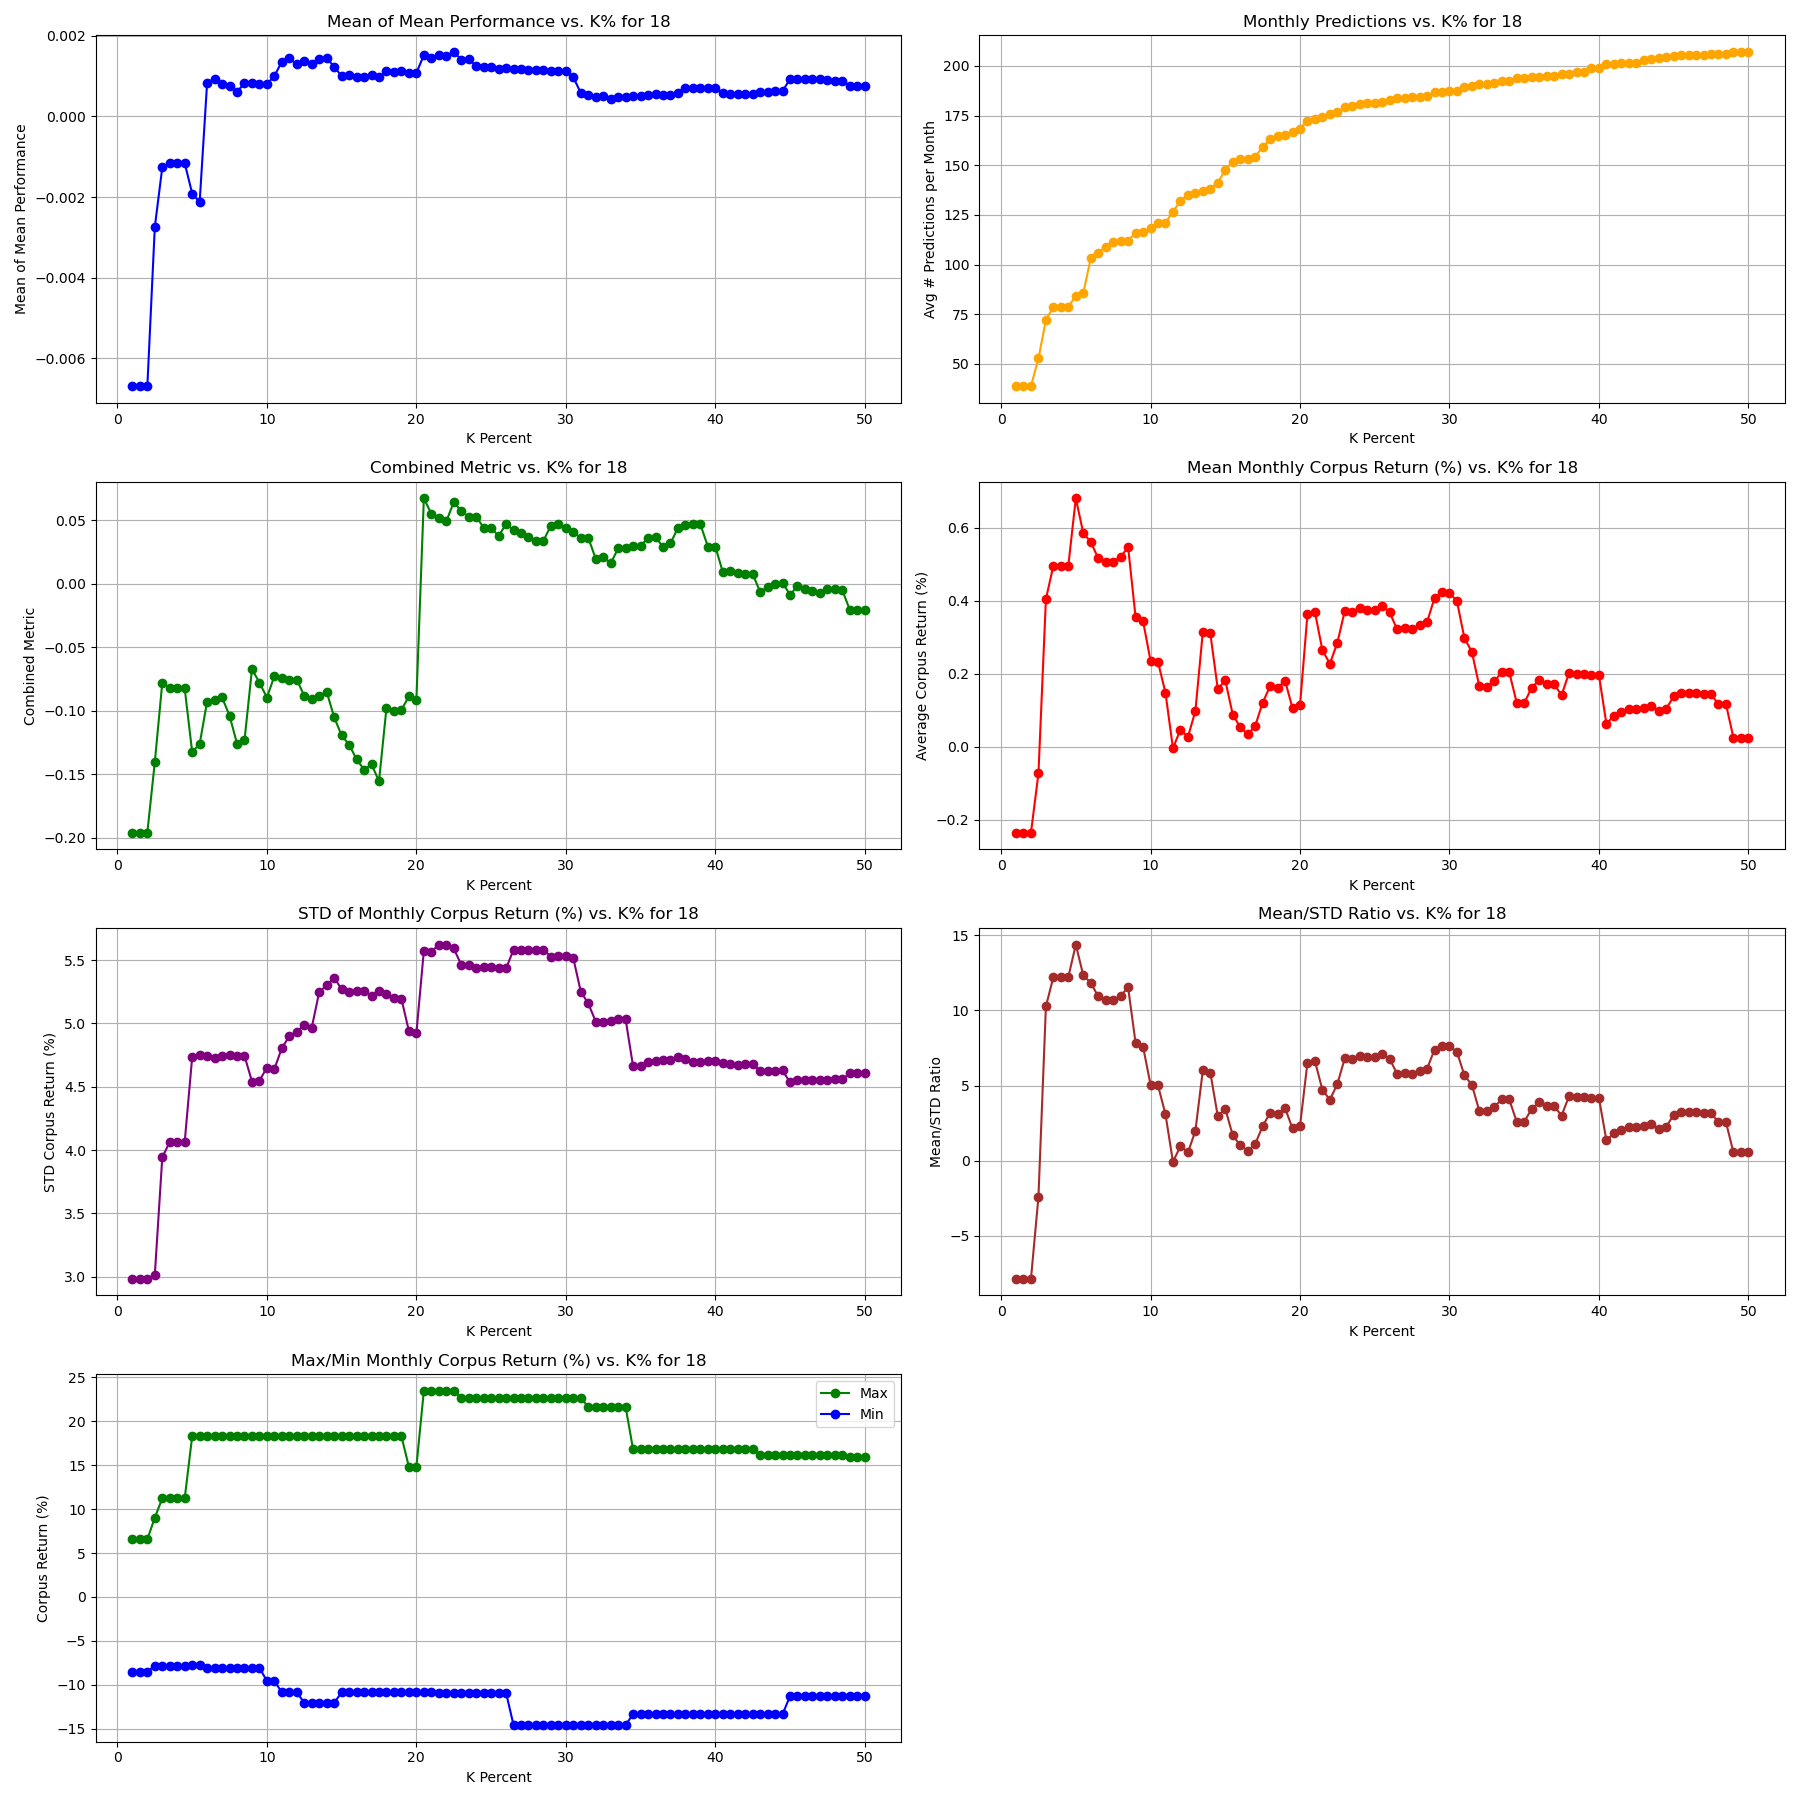 Mean of Mean Performance vs. K% for 18
Mean of Mean Performance
0.002
0.000
−0.002
−0.004
−0.006
0 10 20 30 40 50
K Percent
Monthly Predictions vs. K% for 18
Avg # Predictions per Month
200
175
150
125
100
75
50
0 10 20 30 40 50
K Percent
Combined Metric vs. K% for 18
Combined Metric
0.05
0.00
−0.05
−0.10
−0.15
−0.20
0 10 20 30 40 50
K Percent
Mean Monthly Corpus Return (%) vs. K% for 18
Average Corpus Return (%)
0.6
0.4
0.2
0.0
−0.2
0 10 20 30 40 50
K Percent
STD of Monthly Corpus Return (%) vs. K% for 18
STD Corpus Return (%)
5.5
5.0
4.5
4.0
3.5
3.0
0 10 20 30 40 50
K Percent
Mean/STD Ratio vs. K% for 18
Mean/STD Ratio
15
10
5
0
−5
0 10 20 30 40 50
K Percent
Max/Min Monthly Corpus Return (%) vs. K% for 18
Corpus Return (%)
25
20
15
10
5
0
−5
−10
−15
Max
Min
0 10 20 30 40 50
K Percent